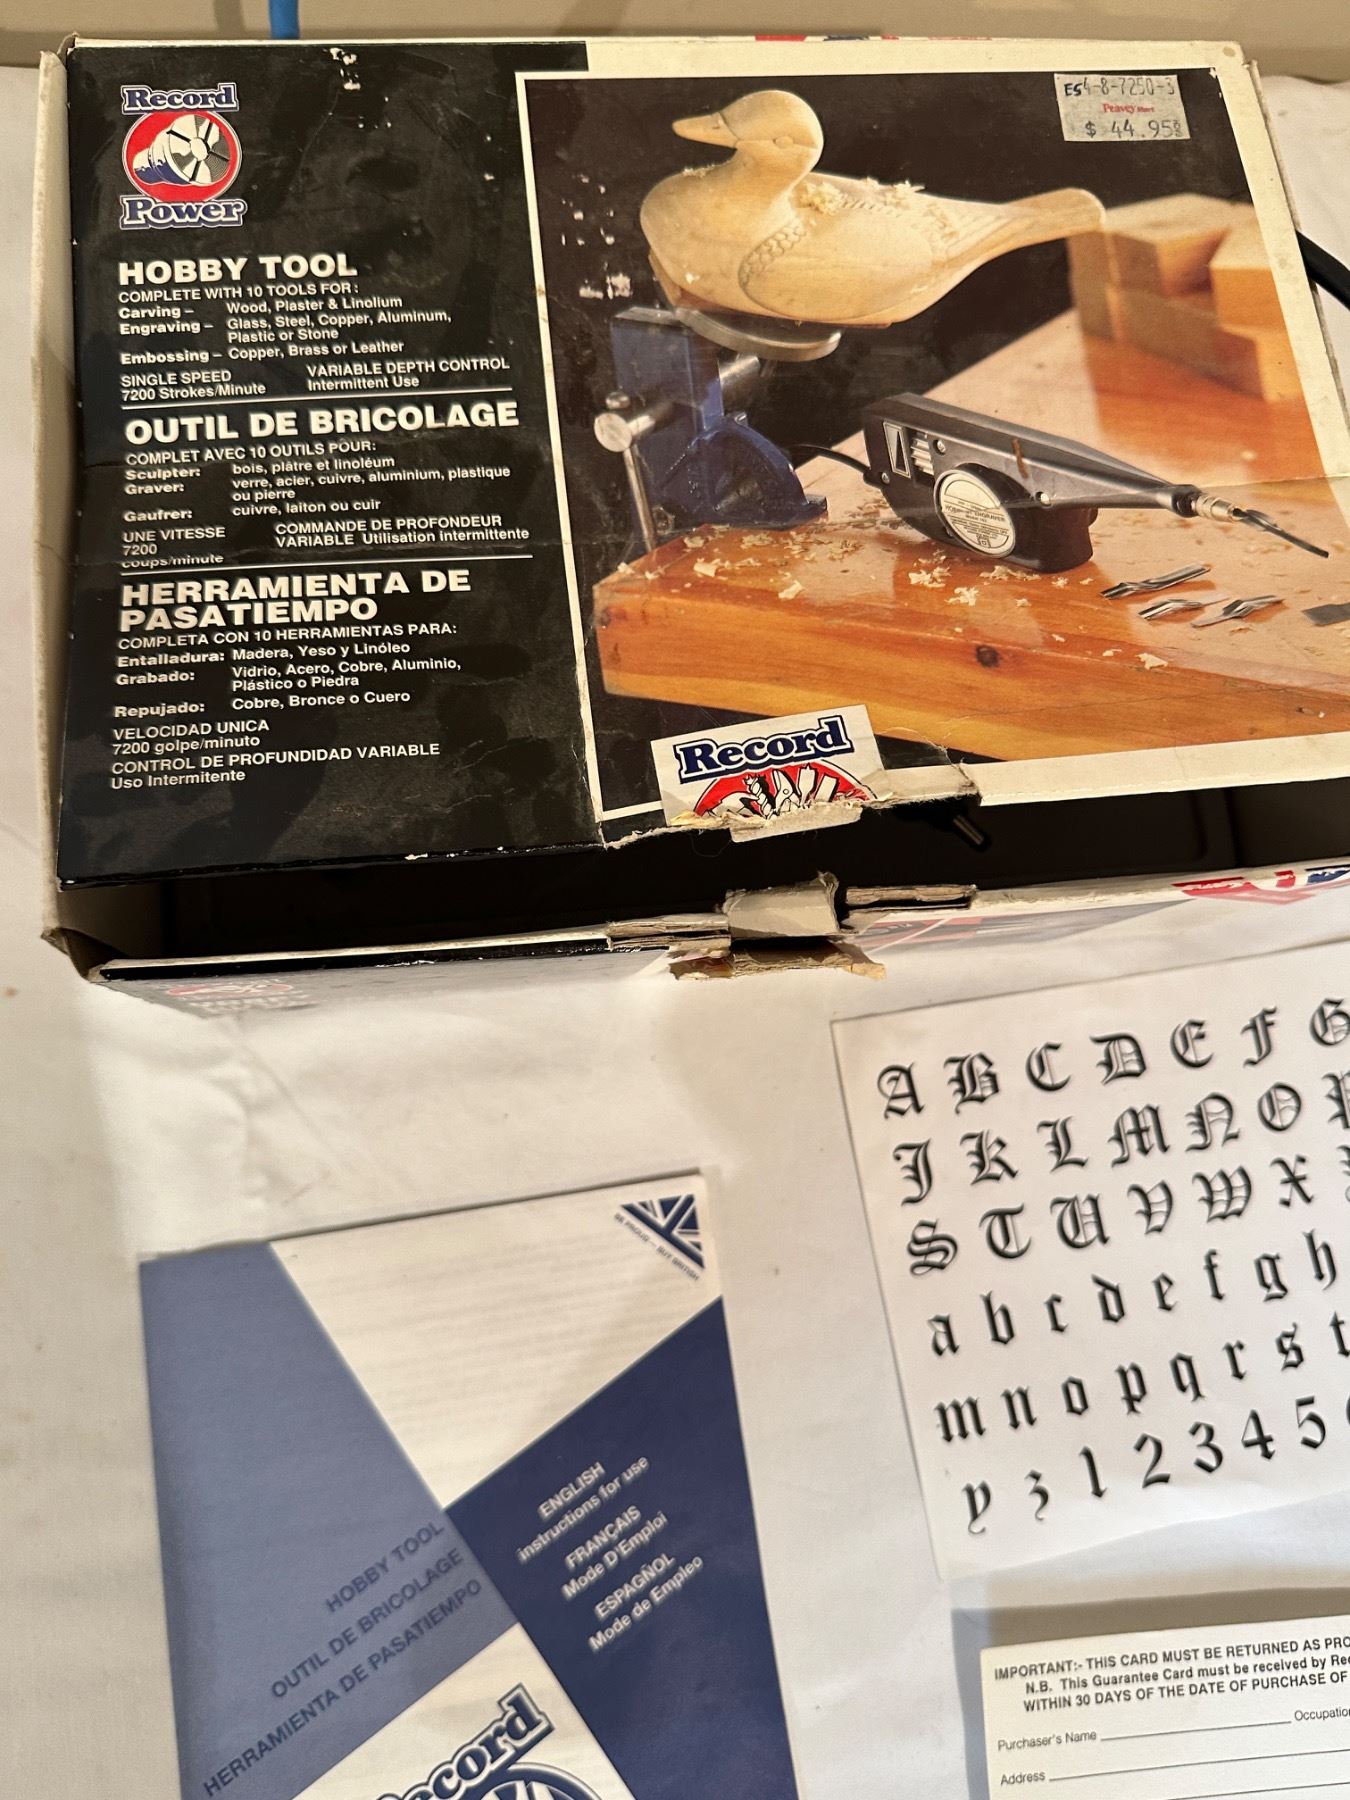 Record
Power
HOBBY TOOL
COMPLETE WITH 10 TOOLS FOR:
Carving – Wood, Plaster & Linolium
Engraving – Glass, Steel, Copper, Aluminum,
Plastic or Stone
Embossing – Copper, Brass or Leather
SINGLE SPEED VARIABLE DEPTH CONTROL
7200 Strokes/Minute Intermittent Use
OUTIL DE BRICOLAGE
COMPLET AVEC 10 OUTILS POUR:
Sculpter: bois, plâtre et linoléum
Graver: verre, acier, cuivre, aluminium, plastique
ou pierre
Gaufrer: cuivre, laiton ou cuir
UNE VITESSE COMMANDE DE PROFONDEUR
7200 VARIABLE Utilisation intermittente
coups/minute
HERRAMIENTA DE
PASATIEMPO
COMPLETA CON 10 HERRAMIENTAS PARA:
Entalladura: Madera, Yeso y Linóleo
Grabado: Vidrio, Acero, Cobre, Aluminio,
Plástico o Piedra
Repujado: Cobre, Bronce o Cuero
VELOCIDAD UNICA
7200 golpe/minuto
CONTROL DE PROFUNDIDAD VARIABLE
Uso Intermitente
4-8-7250-3
Peavey Mart
$ 44.95
Record
A B C D E F G
J K L M N O P
S T U V W X
a b c d e f g h
m n o p q r s t
y z 1 2 3 4 5
BE PROUD – BUY BRITISH
ENGLISH
instructions for use
FRANÇAIS
Mode D'Emploi
ESPAGÑOL
Mode de Empleo
HOBBY TOOL
OUTIL DE BRICOLAGE
HERRAMIENTA DE PASATIEMPO
Record
IMPORTANT:- THIS CARD MUST BE RETURNED AS
N.B. This Guarantee Card must be received by
WITHIN 30 DAYS OF THE DATE OF PURCHASE OF
Purchaser's Name Occupation
Address